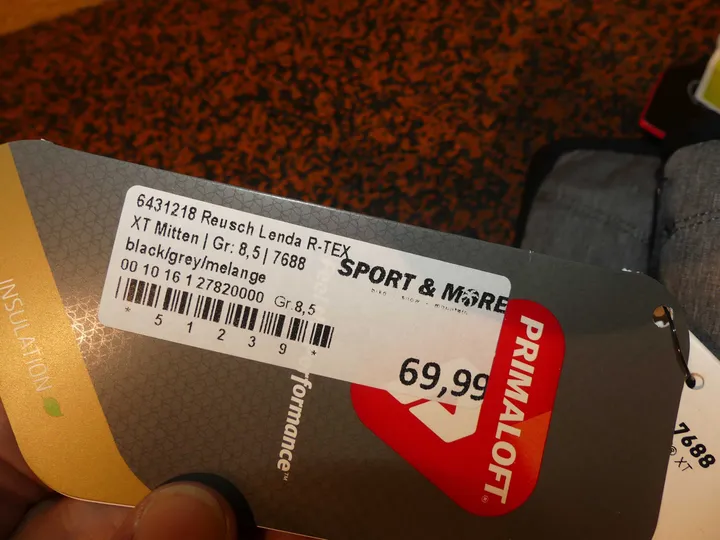 6431218 Reusch Lenda R-TEX
XT Mitten | Gr: 8,5 | 7688
black/grey/melange
00 10 16 1 27820000 Gr.8,5
* 5 1 2 3 9 *
SPORT & MORE
69,99
PRIMALOFT®
INSULATION
7688
® XT